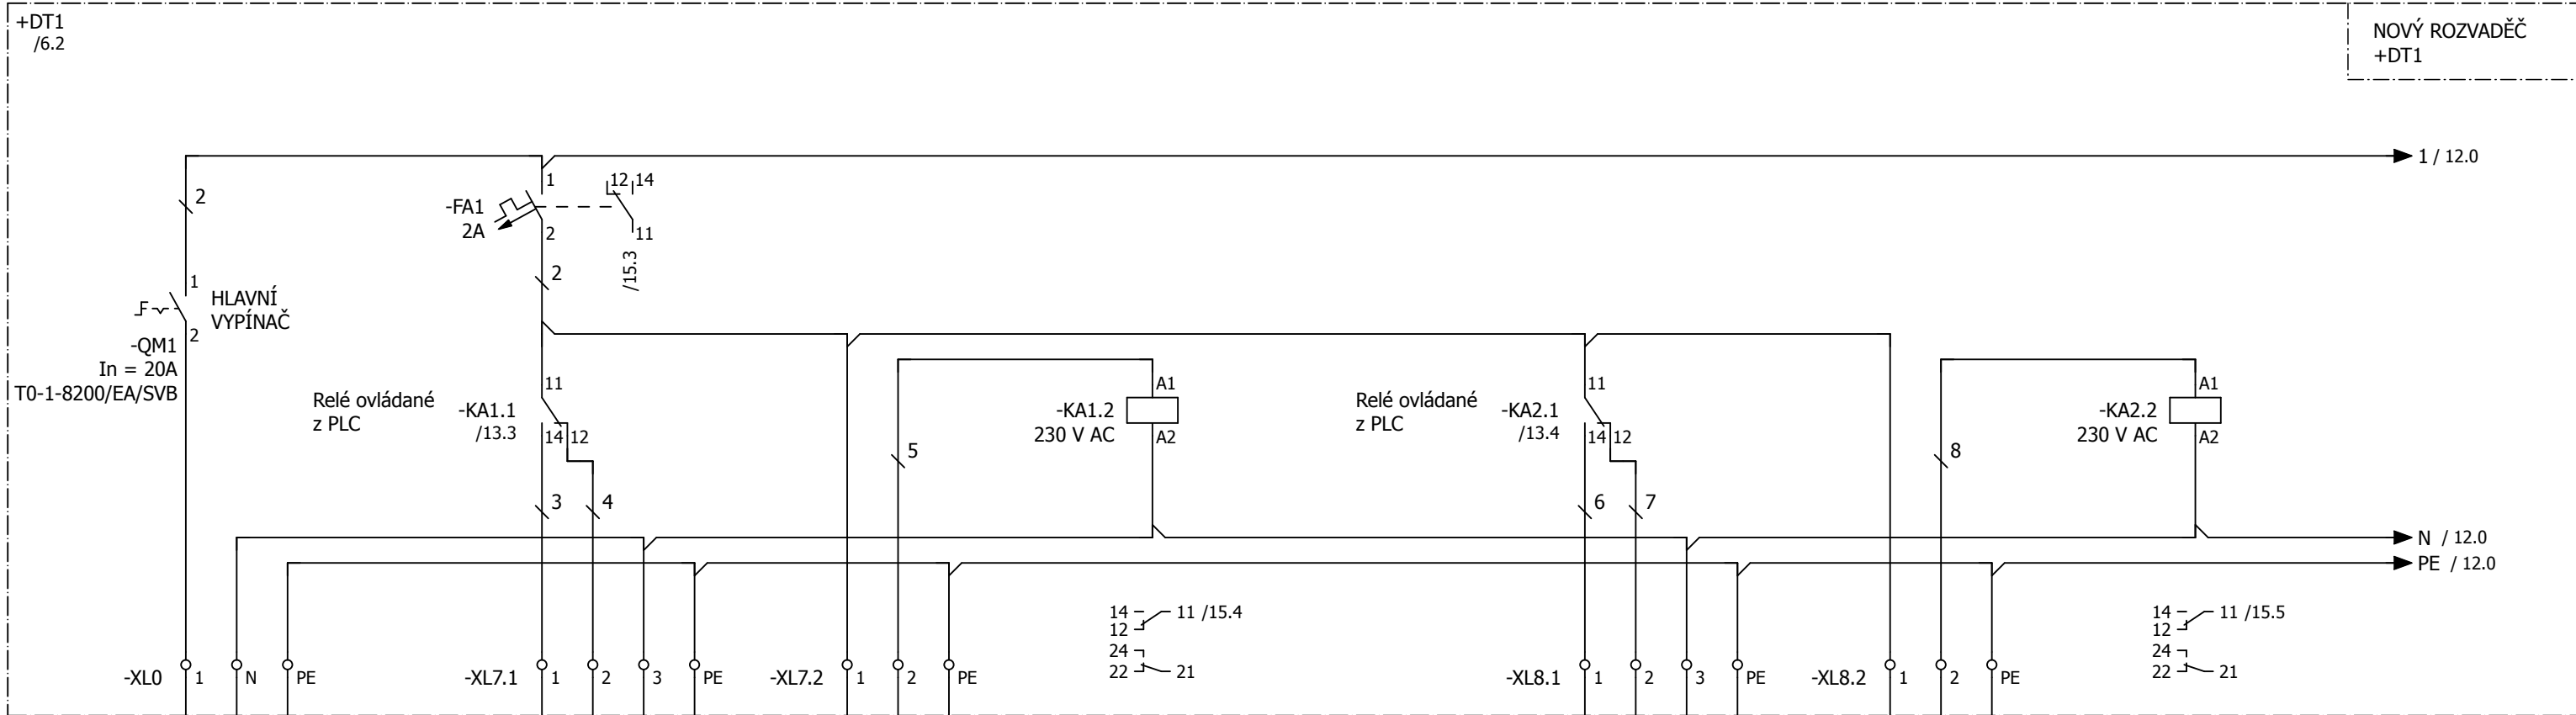 +DT1
/6.2
NOVÝ ROZVADĚČ
+DT1
1 / 12.0
2
-FA1
2A
1
2
12 14
11
/15.3
2
1
HLAVNÍ
VYPÍNAČ
2
-QM1
In = 20A
T0-1-8200/EA/SVB
Relé ovládané
z PLC
-KA1.1
/13.3
11
14 12
3
4
5
-KA1.2
230 V AC
A1
A2
Relé ovládané
z PLC
-KA2.1
/13.4
11
14 12
6
7
8
-KA2.2
230 V AC
A1
A2
N / 12.0
PE / 12.0
14 11 /15.4
12
24
22 21
14 11 /15.5
12
24
22 21
-XL0 1 N PE -XL7.1 1 2 3 PE -XL7.2 1 2 PE -XL8.1 1 2 3 PE -XL8.2 1 2 PE